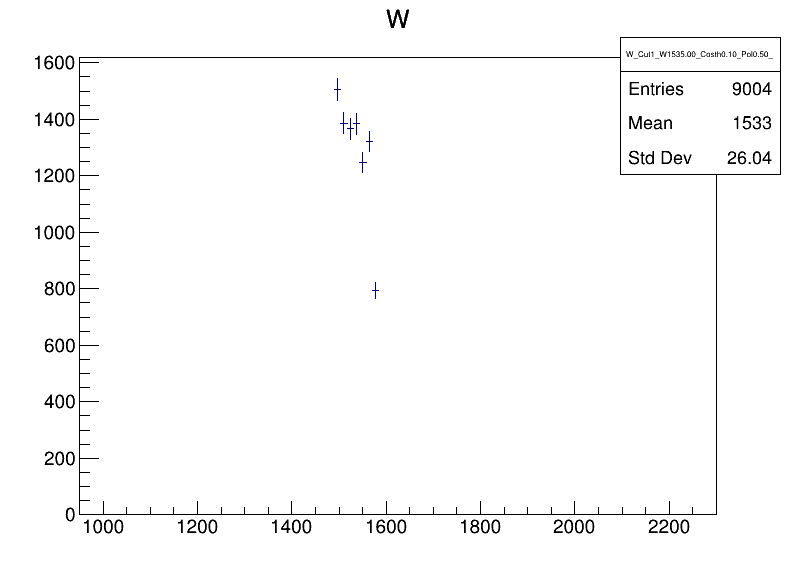 W
W_Cut1_W1535.00_Costh0.10_Pol0.50_
Entries 9004
Mean 1533
Std Dev 26.04
1600
1400
1200
1000
800
600
400
200
0
1000 1200 1400 1600 1800 2000 2200